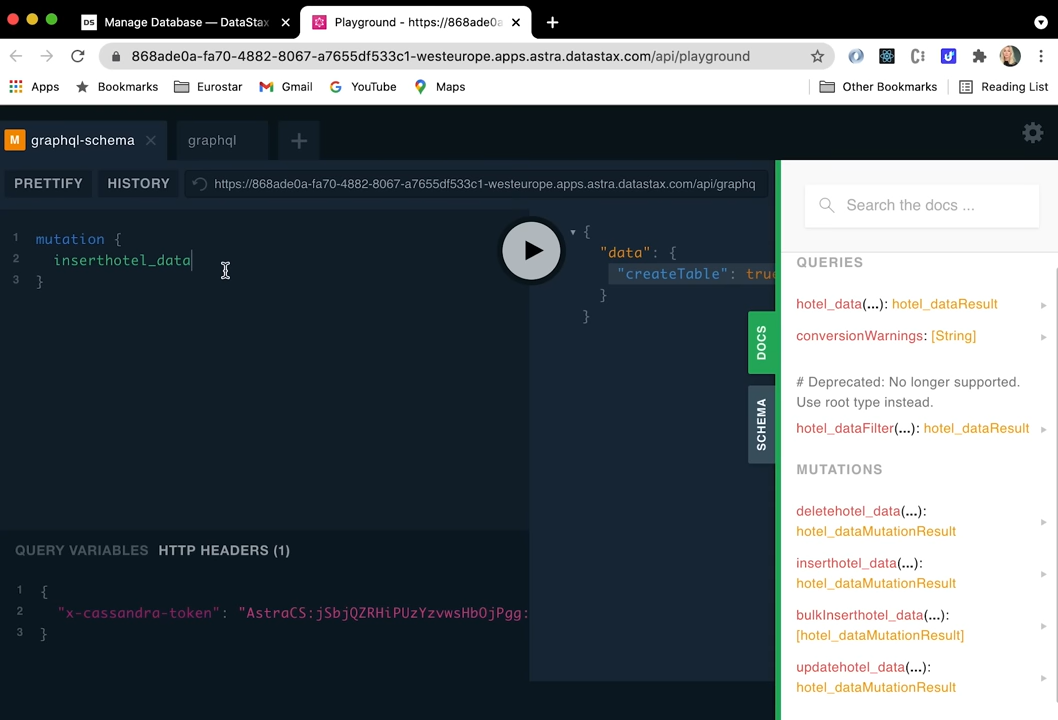 DS Manage Database — DataStax
Playground - https://868ade0a
868ade0a-fa70-4882-8067-a7655df533c1-westeurope.apps.astra.datastax.com/api/playground
Apps Bookmarks Eurostar Gmail YouTube Maps Other Bookmarks Reading List
M graphql-schema graphql
PRETTIFY HISTORY https://868ade0a-fa70-4882-8067-a7655df533c1-westeurope.apps.astra.datastax.com/api/graphq
1 mutation {
2 inserthotel_data
3 }
{
"data": {
"createTable": true
}
}
DOCS
SCHEMA
QUERY VARIABLES HTTP HEADERS (1)
1 {
2 "x-cassandra-token": "AstraCS:jSbjQZRHiPUzYzvwsHbOjPgg:
3 }
Search the docs ...
QUERIES
hotel_data(...): hotel_dataResult
conversionWarnings: [String]
# Deprecated: No longer supported.
Use root type instead.
hotel_dataFilter(...): hotel_dataResult
MUTATIONS
deletehotel_data(...):
hotel_dataMutationResult
inserthotel_data(...):
hotel_dataMutationResult
bulkInserthotel_data(...):
[hotel_dataMutationResult]
updatehotel_data(...):
hotel_dataMutationResult